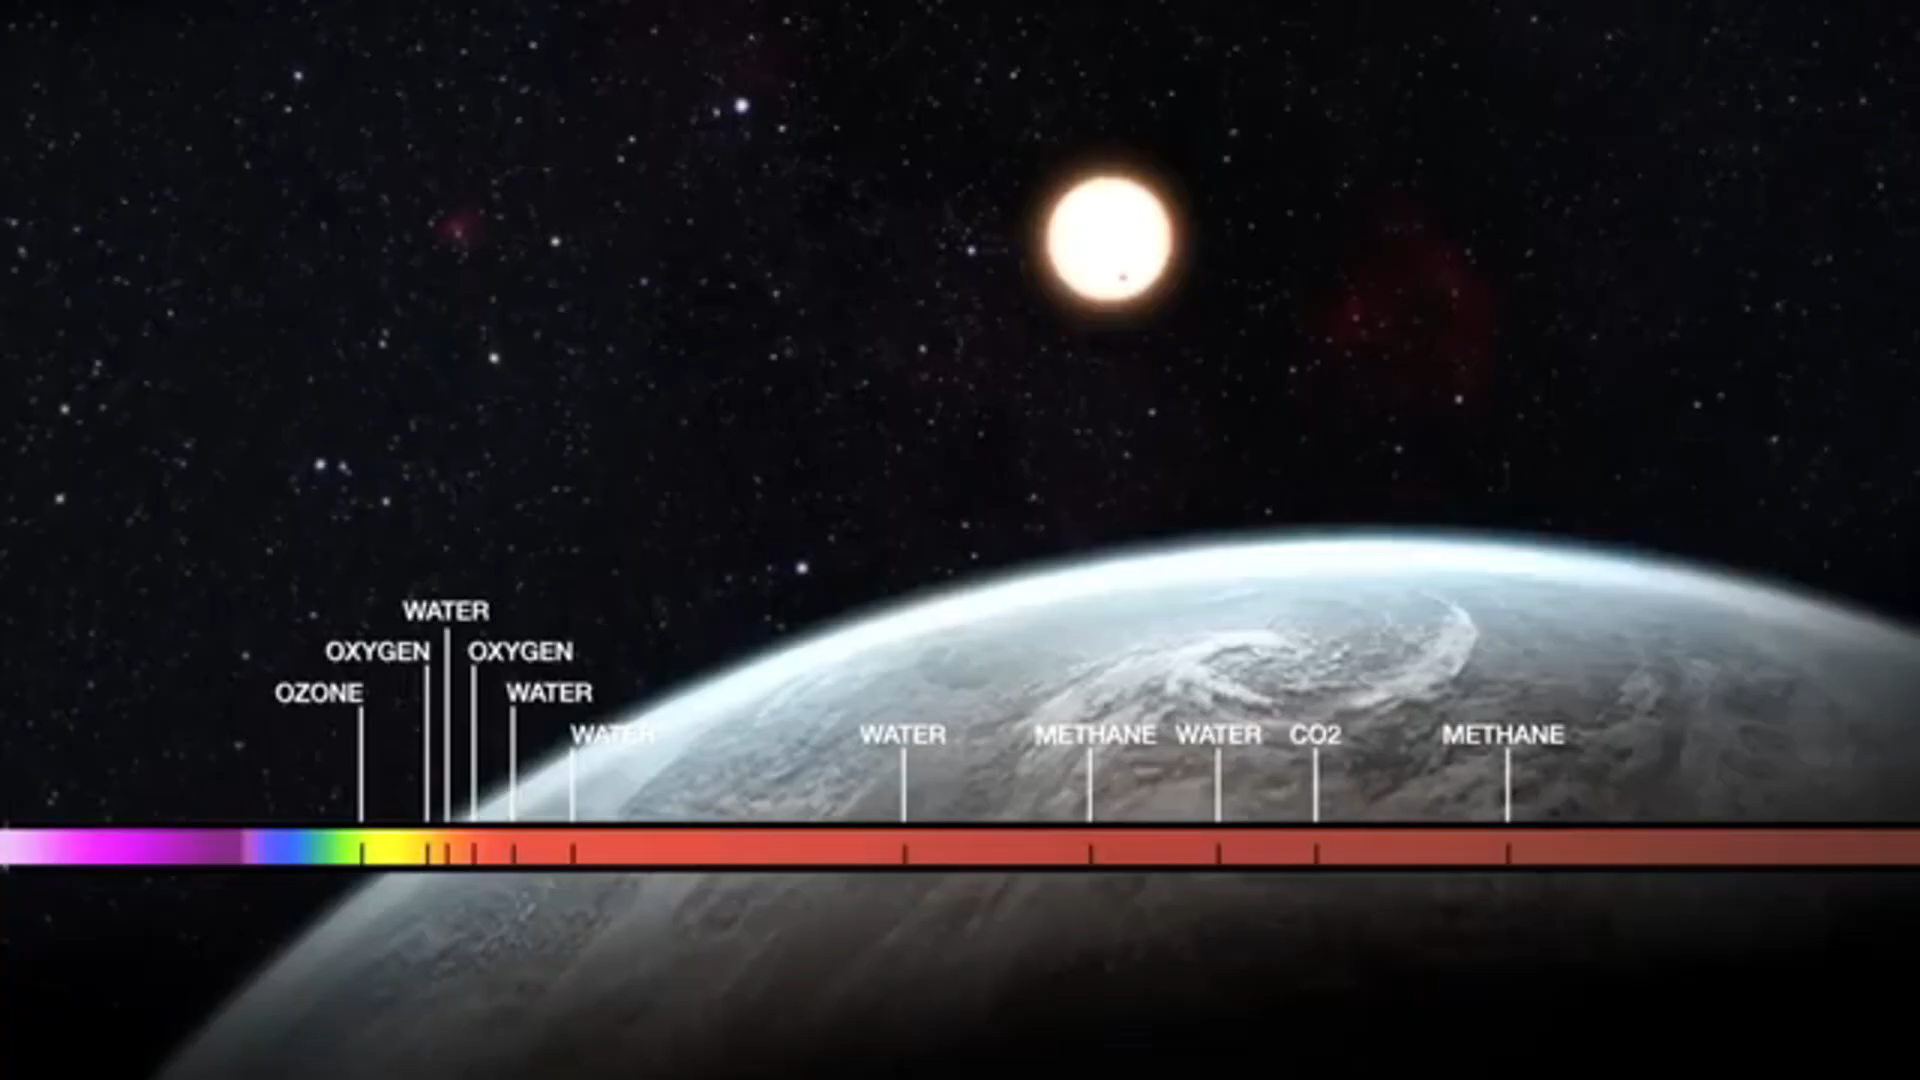 WATER
OXYGEN OXYGEN
OZONE WATER
WATER WATER METHANE WATER CO2 METHANE